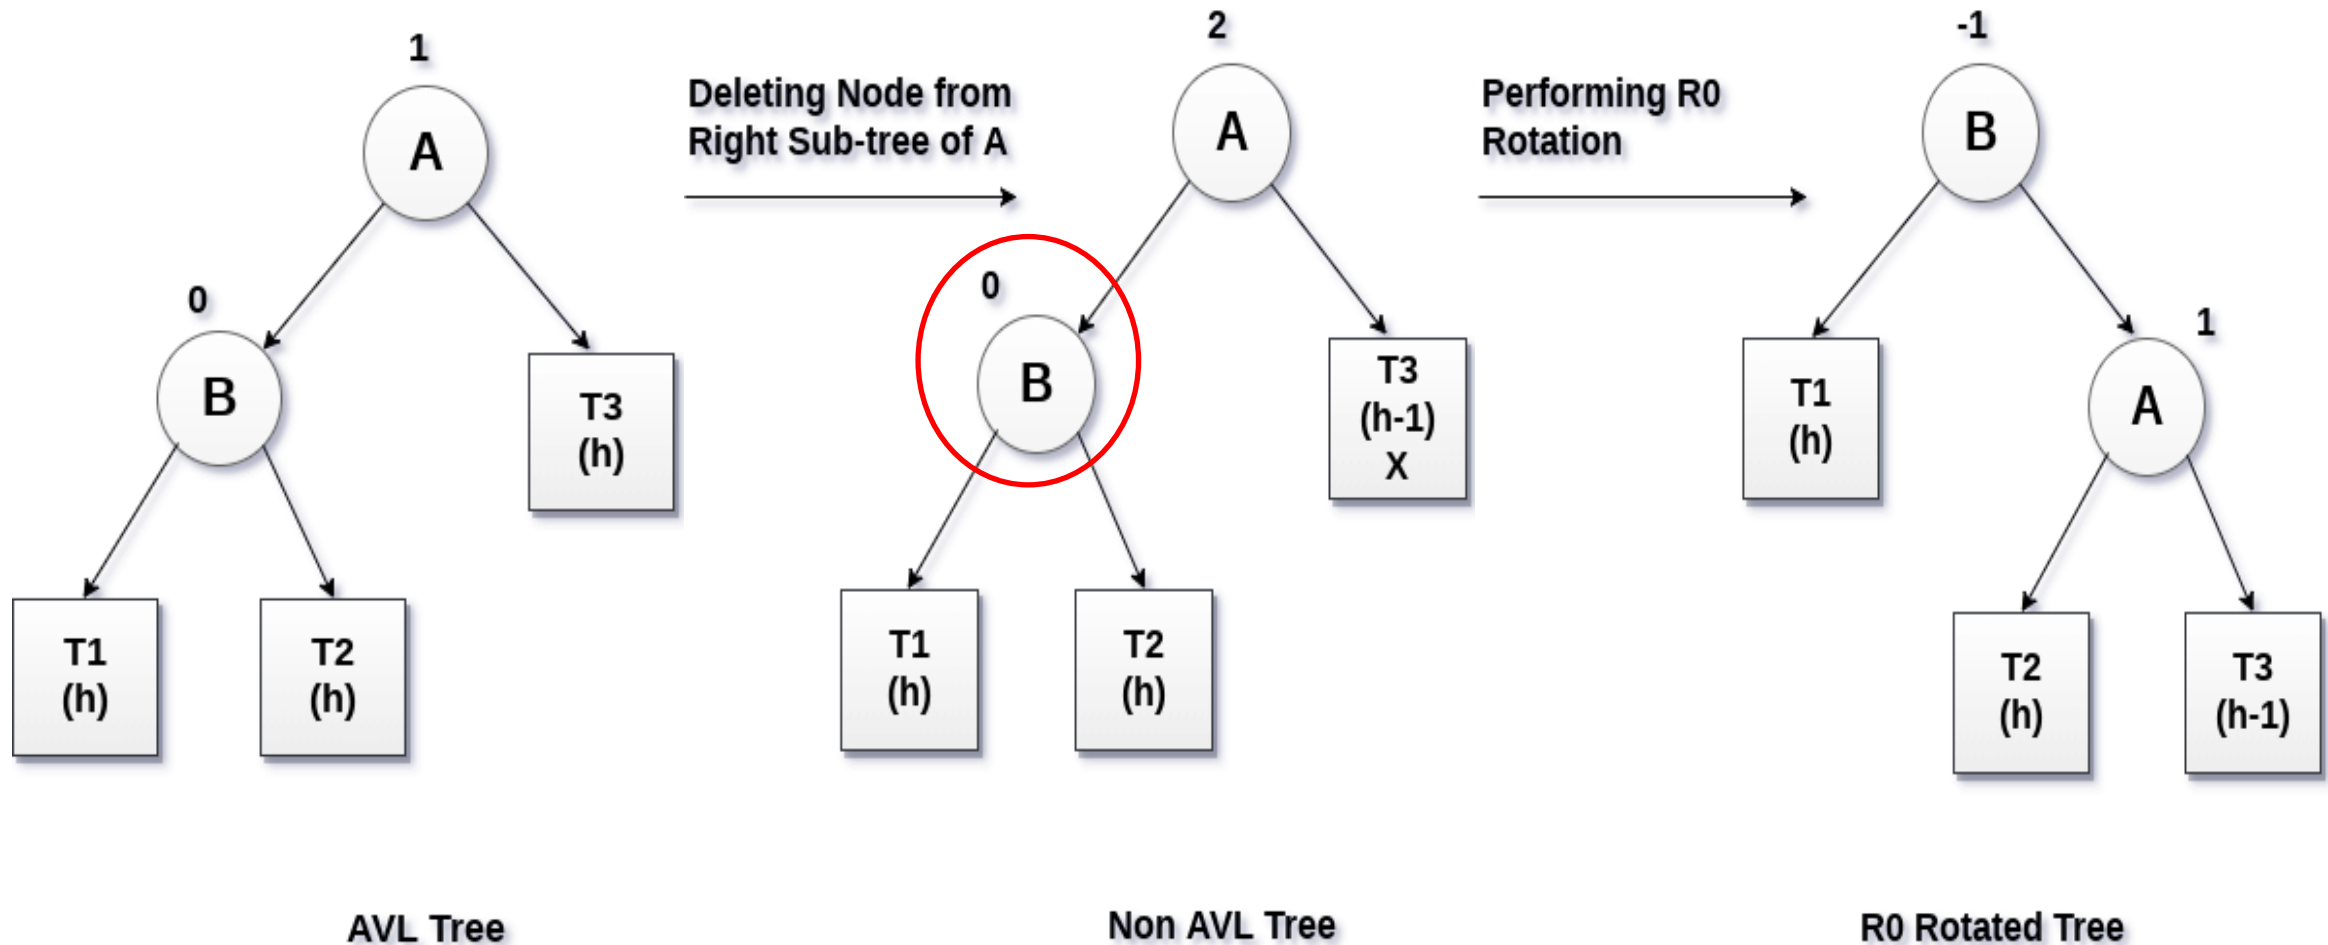 1
A
0
B
T3
(h)
T1
(h)
T2
(h)
AVL Tree
Deleting Node from
Right Sub-tree of A
2
A
0
B
T3
(h-1)
X
T1
(h)
T2
(h)
Non AVL Tree
Performing R0
Rotation
-1
B
1
A
T1
(h)
T2
(h)
T3
(h-1)
R0 Rotated Tree